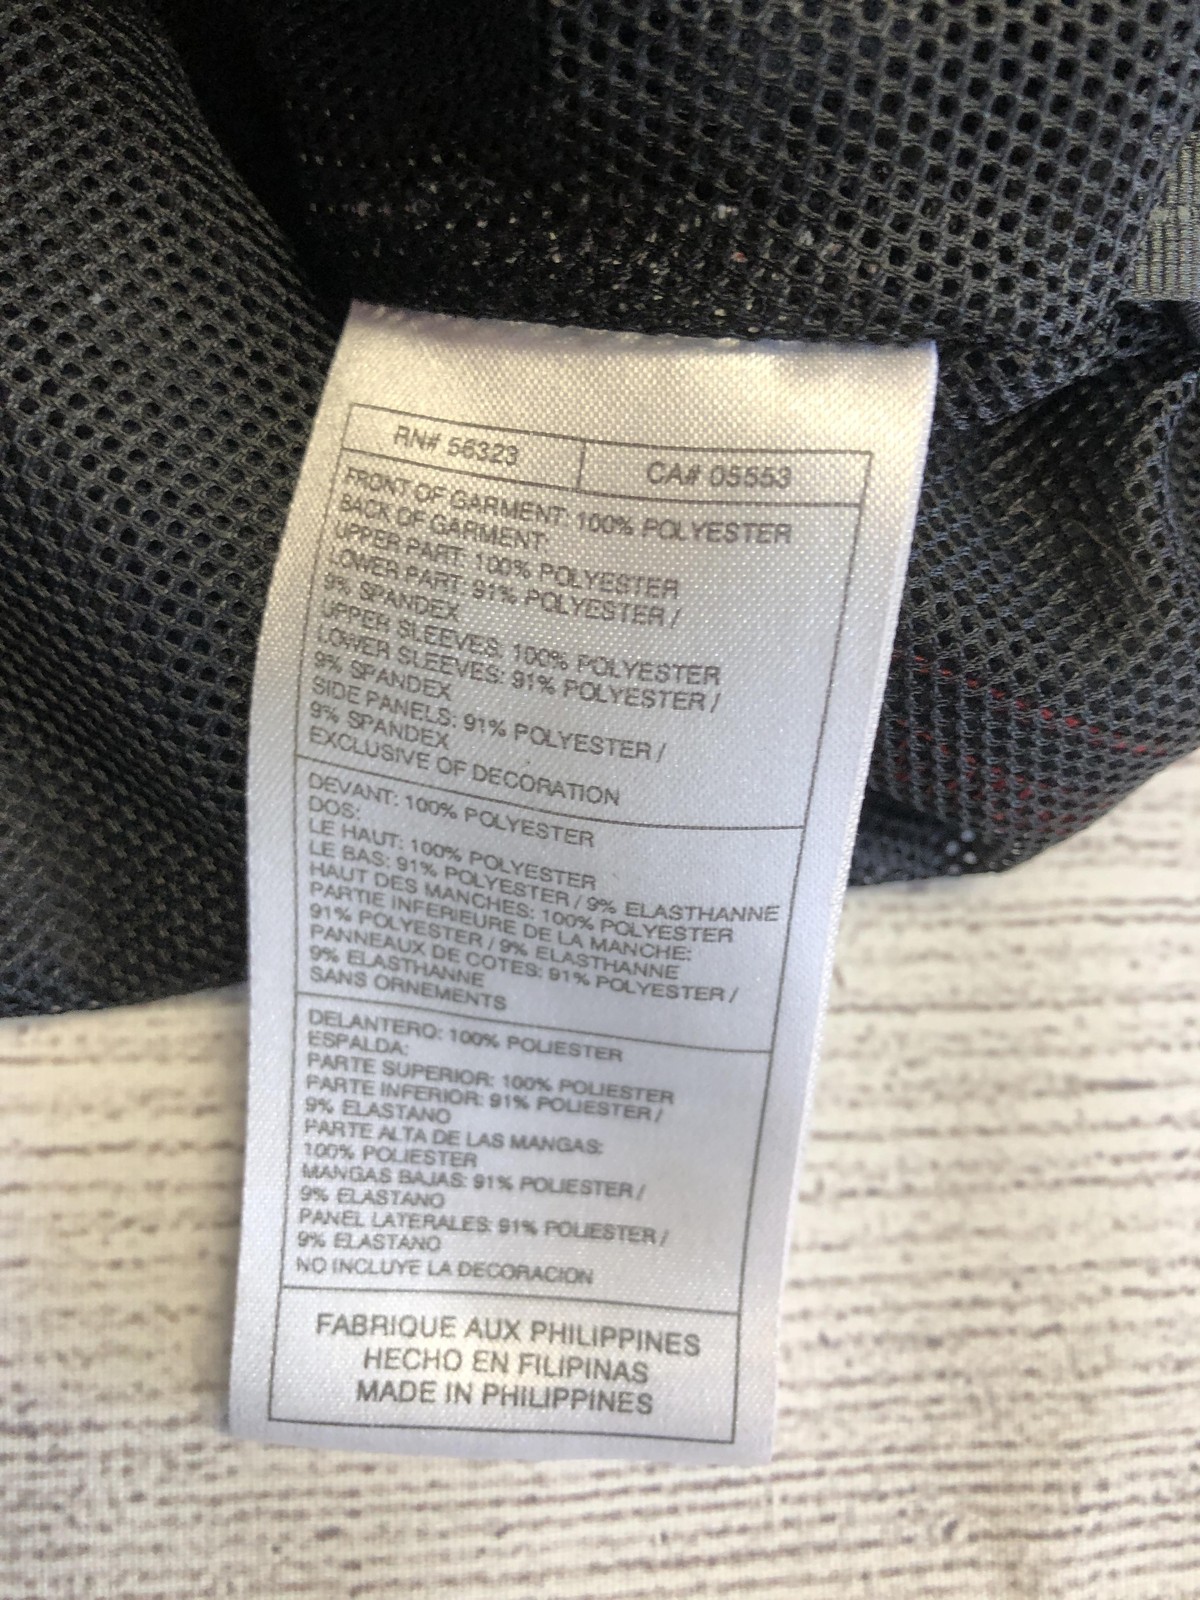 RN# 56323
CA# 05553
FRONT OF GARMENT: 100% POLYESTER
BACK OF GARMENT:
UPPER PART: 100% POLYESTER
LOWER PART: 91% POLYESTER /
9% SPANDEX
UPPER SLEEVES: 100% POLYESTER
LOWER SLEEVES: 91% POLYESTER /
9% SPANDEX
SIDE PANELS: 91% POLYESTER /
9% SPANDEX
EXCLUSIVE OF DECORATION
DEVANT: 100% POLYESTER
DOS:
LE HAUT: 100% POLYESTER
LE BAS: 91% POLYESTER / 9% ELASTHANNE
HAUT DES MANCHES: 100% POLYESTER
PARTIE INFERIEURE DE LA MANCHE:
91% POLYESTER / 9% ELASTHANNE
PANNEAUX DE COTES: 91% POLYESTER /
9% ELASTHANNE
SANS ORNEMENTS
DELANTERO: 100% POLIESTER
ESPALDA:
PARTE SUPERIOR: 100% POLIESTER
PARTE INFERIOR: 91% POLIESTER /
9% ELASTANO
PARTE ALTA DE LAS MANGAS:
100% POLIESTER
MANGAS BAJAS: 91% POLIESTER /
9% ELASTANO
PANEL LATERALES: 91% POLIESTER /
9% ELASTANO
NO INCLUYE LA DECORACION
FABRIQUE AUX PHILIPPINES
HECHO EN FILIPINAS
MADE IN PHILIPPINES